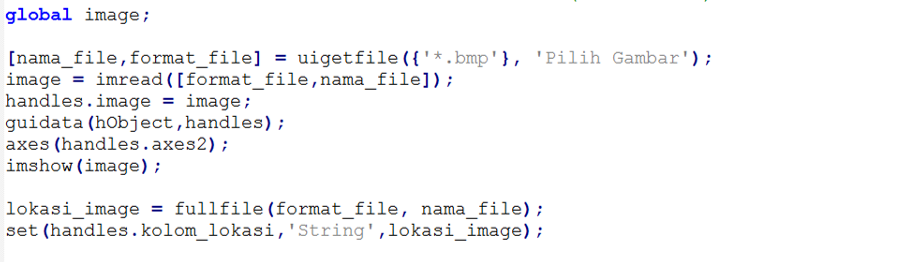 global image;
[nama_file,format_file] = uigetfile({'*.bmp'}, 'Pilih Gambar');
image = imread([format_file,nama_file]);
handles.image = image;
guidata(hObject,handles);
axes(handles.axes2);
imshow(image);
lokasi_image = fullfile(format_file, nama_file);
set(handles.kolom_lokasi,'String',lokasi_image);